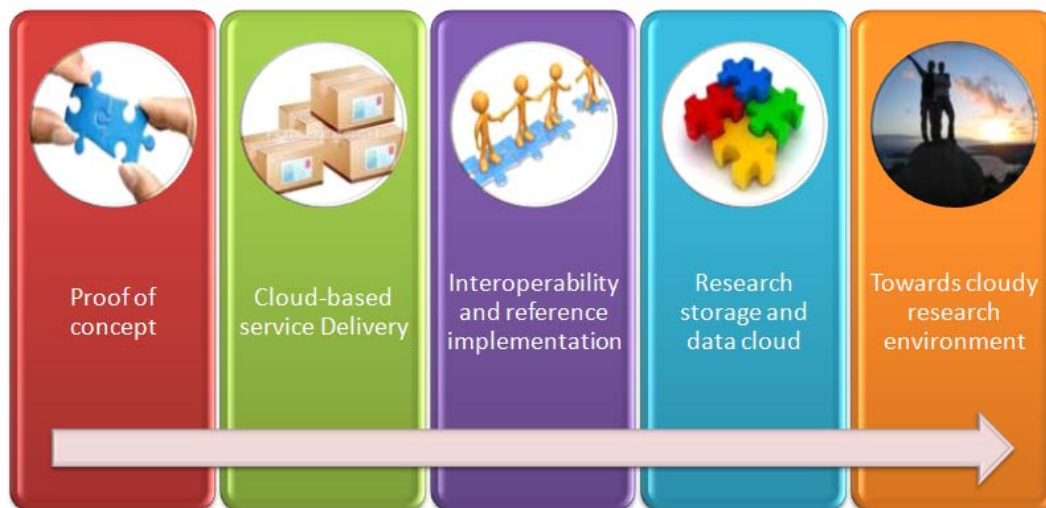 Proof of
concept
Cloud-based
service Delivery
Interoperability
and reference
implementation
Research
storage and
data cloud
Towards cloudy
research
environment